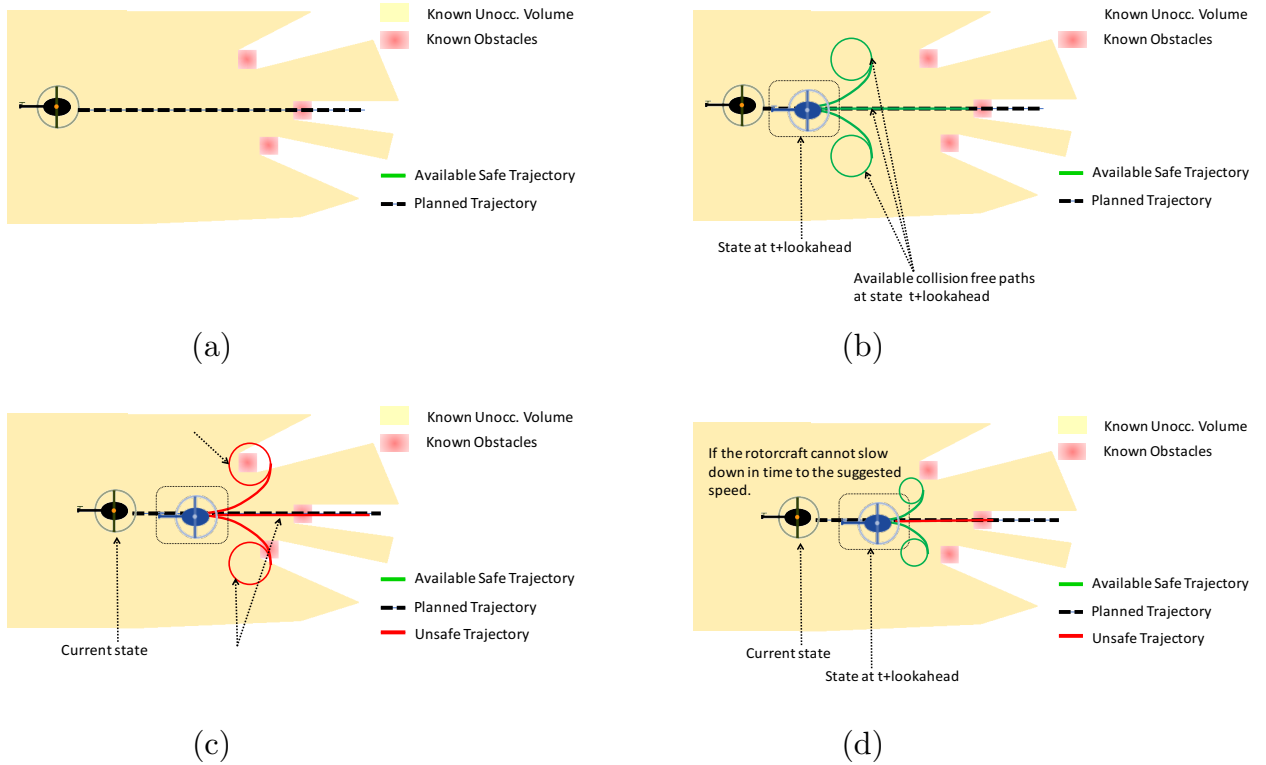 Known Unocc. Volume
Known Obstacles
Available Safe Trajectory
Planned Trajectory
(a)
Known Unocc. Volume
Known Obstacles
Available Safe Trajectory
Planned Trajectory
State at t+lookahead
Available collision free paths
at state t+lookahead
(b)
Known Unocc. Volume
Known Obstacles
Available Safe Trajectory
Planned Trajectory
Unsafe Trajectory
Current state
(c)
Known Unocc. Volume
Known Obstacles
If the rotorcraft cannot slow
down in time to the suggested
speed.
Available Safe Trajectory
Planned Trajectory
Unsafe Trajectory
Current state
State at t+lookahead
(d)